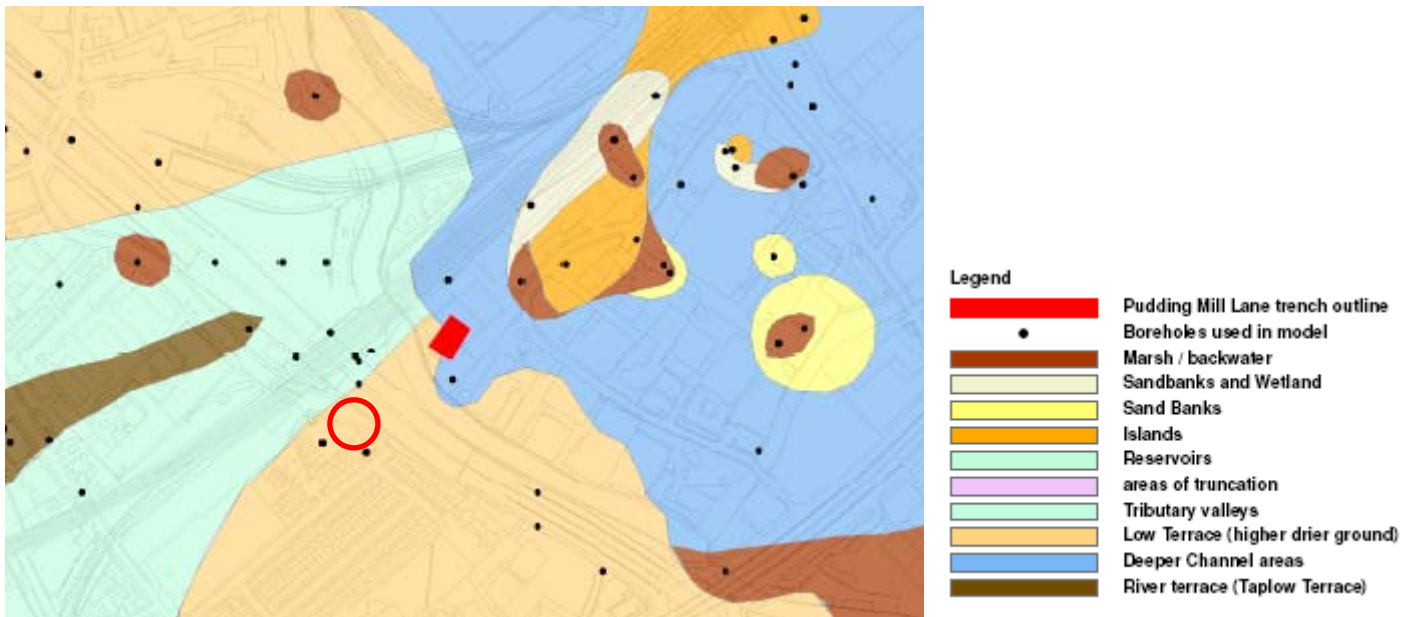 Legend
Pudding Mill Lane trench outline
Boreholes used in model
Marsh / backwater
Sandbanks and Wetland
Sand Banks
Islands
Reservoirs
areas of truncation
Tributary valleys
Low Terrace (higher drier ground)
Deeper Channel areas
River terrace (Taplow Terrace)